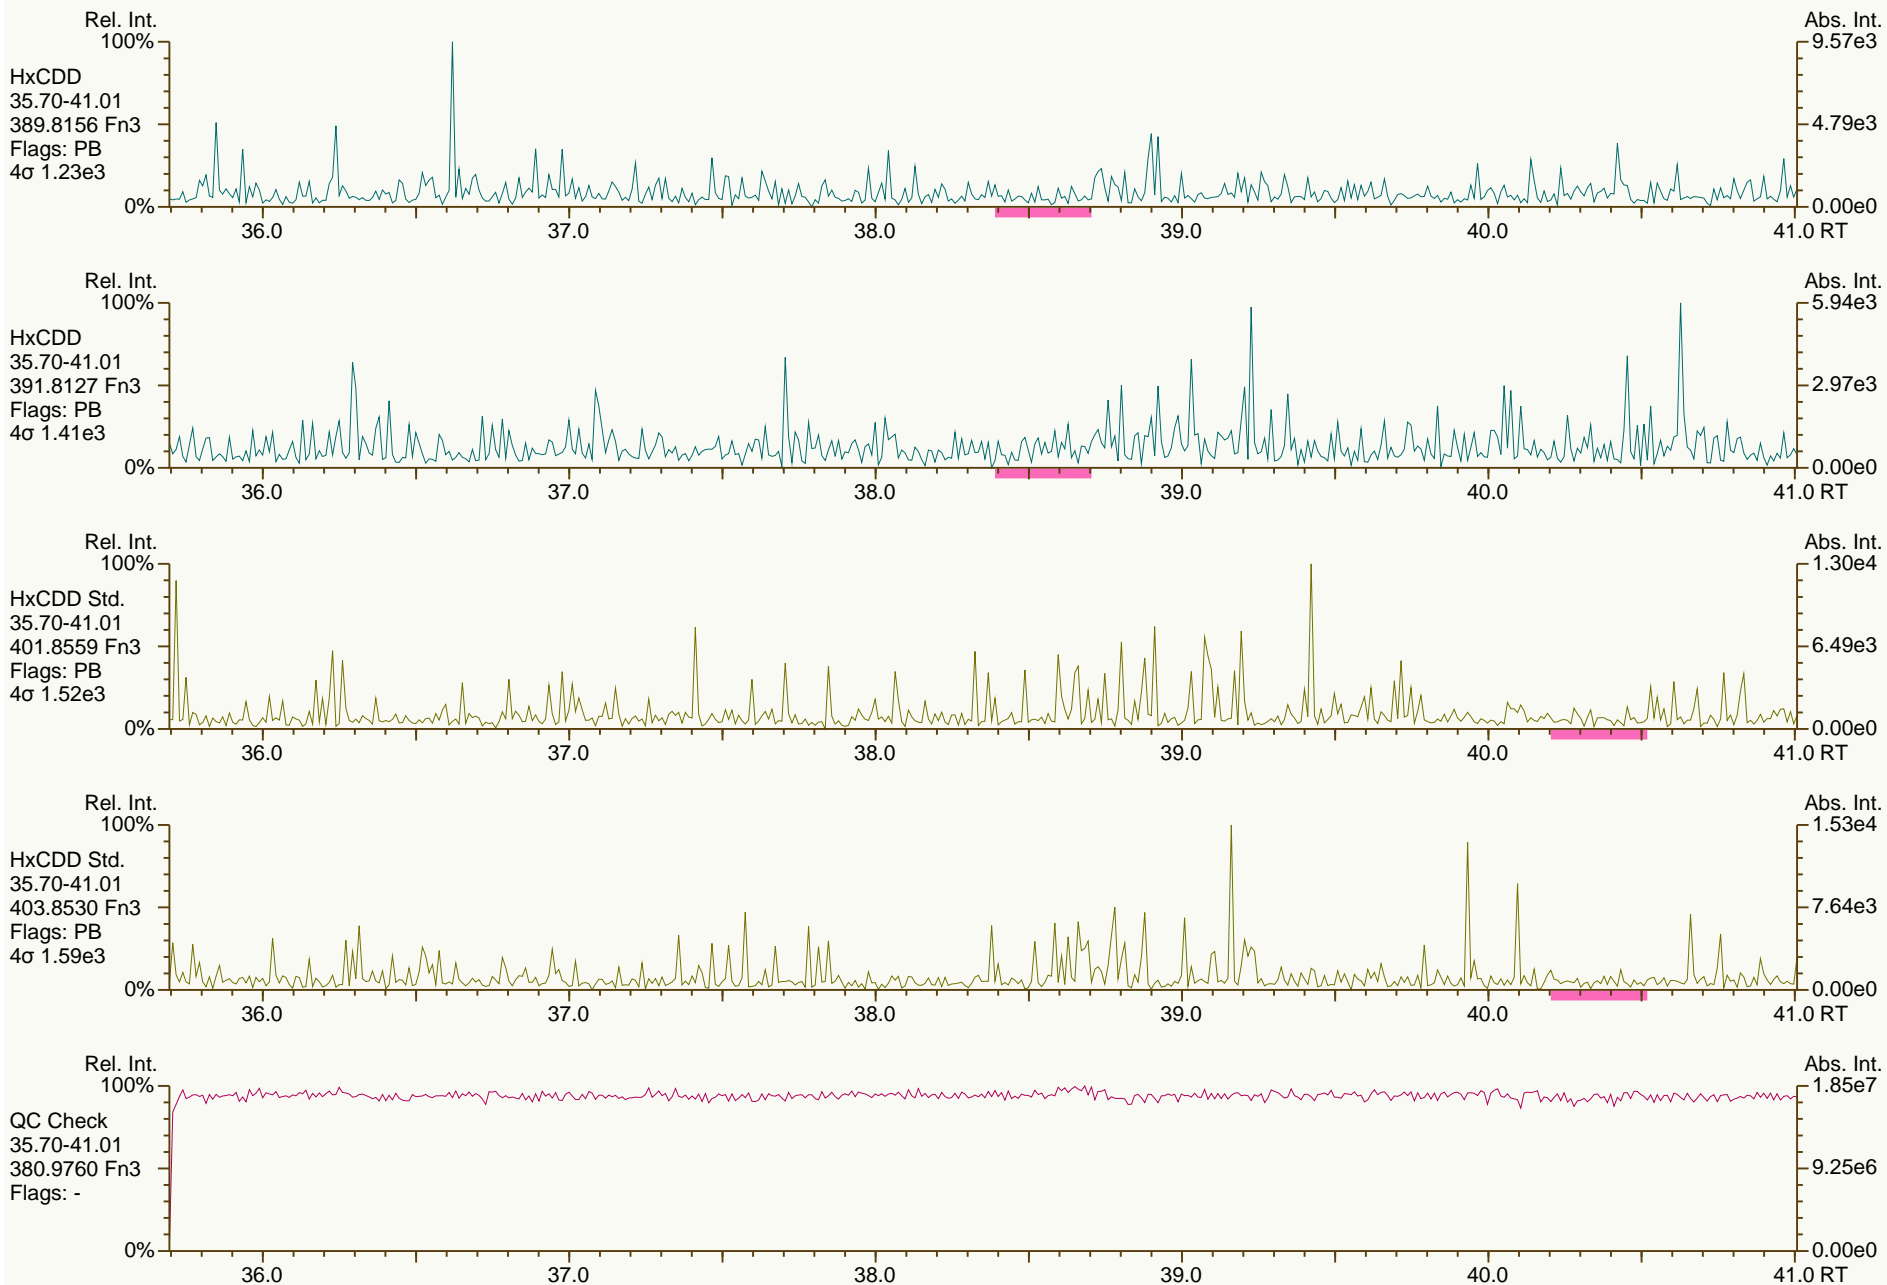 Rel. Int. Abs. Int.
100% 9.57e3
HxCDD
35.70-41.01
389.8156 Fn3 4.79e3
Flags: PB
4σ 1.23e3
0% 0.00e0
36.0 37.0 38.0 39.0 40.0 41.0 RT
Rel. Int. Abs. Int.
100% 5.94e3
HxCDD
35.70-41.01
391.8127 Fn3 2.97e3
Flags: PB
4σ 1.41e3
0% 0.00e0
36.0 37.0 38.0 39.0 40.0 41.0 RT
Rel. Int. Abs. Int.
100% 1.30e4
HxCDD Std.
35.70-41.01
401.8559 Fn3 6.49e3
Flags: PB
4σ 1.52e3
0% 0.00e0
36.0 37.0 38.0 39.0 40.0 41.0 RT
Rel. Int. Abs. Int.
100% 1.53e4
HxCDD Std.
35.70-41.01
403.8530 Fn3 7.64e3
Flags: PB
4σ 1.59e3
0% 0.00e0
36.0 37.0 38.0 39.0 40.0 41.0 RT
Rel. Int. Abs. Int.
100% 1.85e7
QC Check
35.70-41.01
380.9760 Fn3 9.25e6
Flags: -
0% 0.00e0
36.0 37.0 38.0 39.0 40.0 41.0 RT